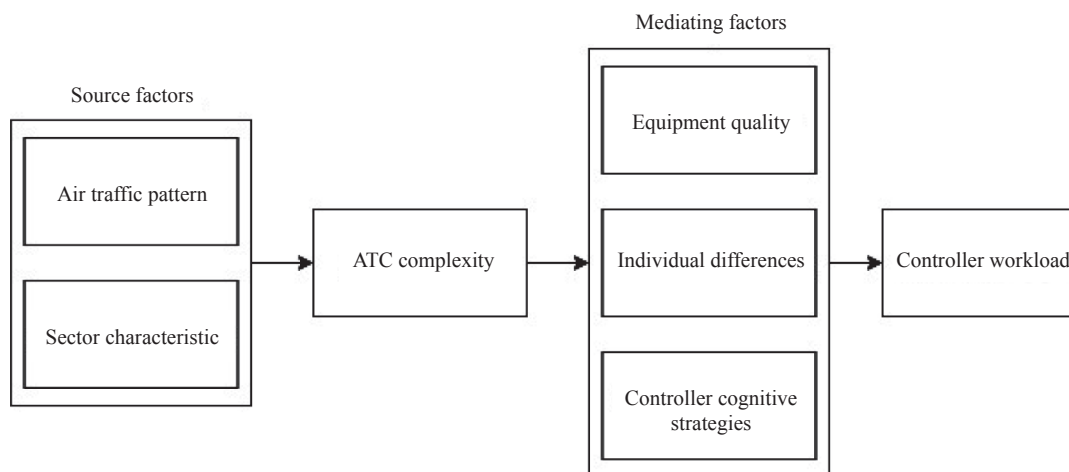 Source factors
Air traffic pattern
Sector characteristic
ATC complexity
Mediating factors
Equipment quality
Individual differences
Controller cognitive
strategies
Controller workload